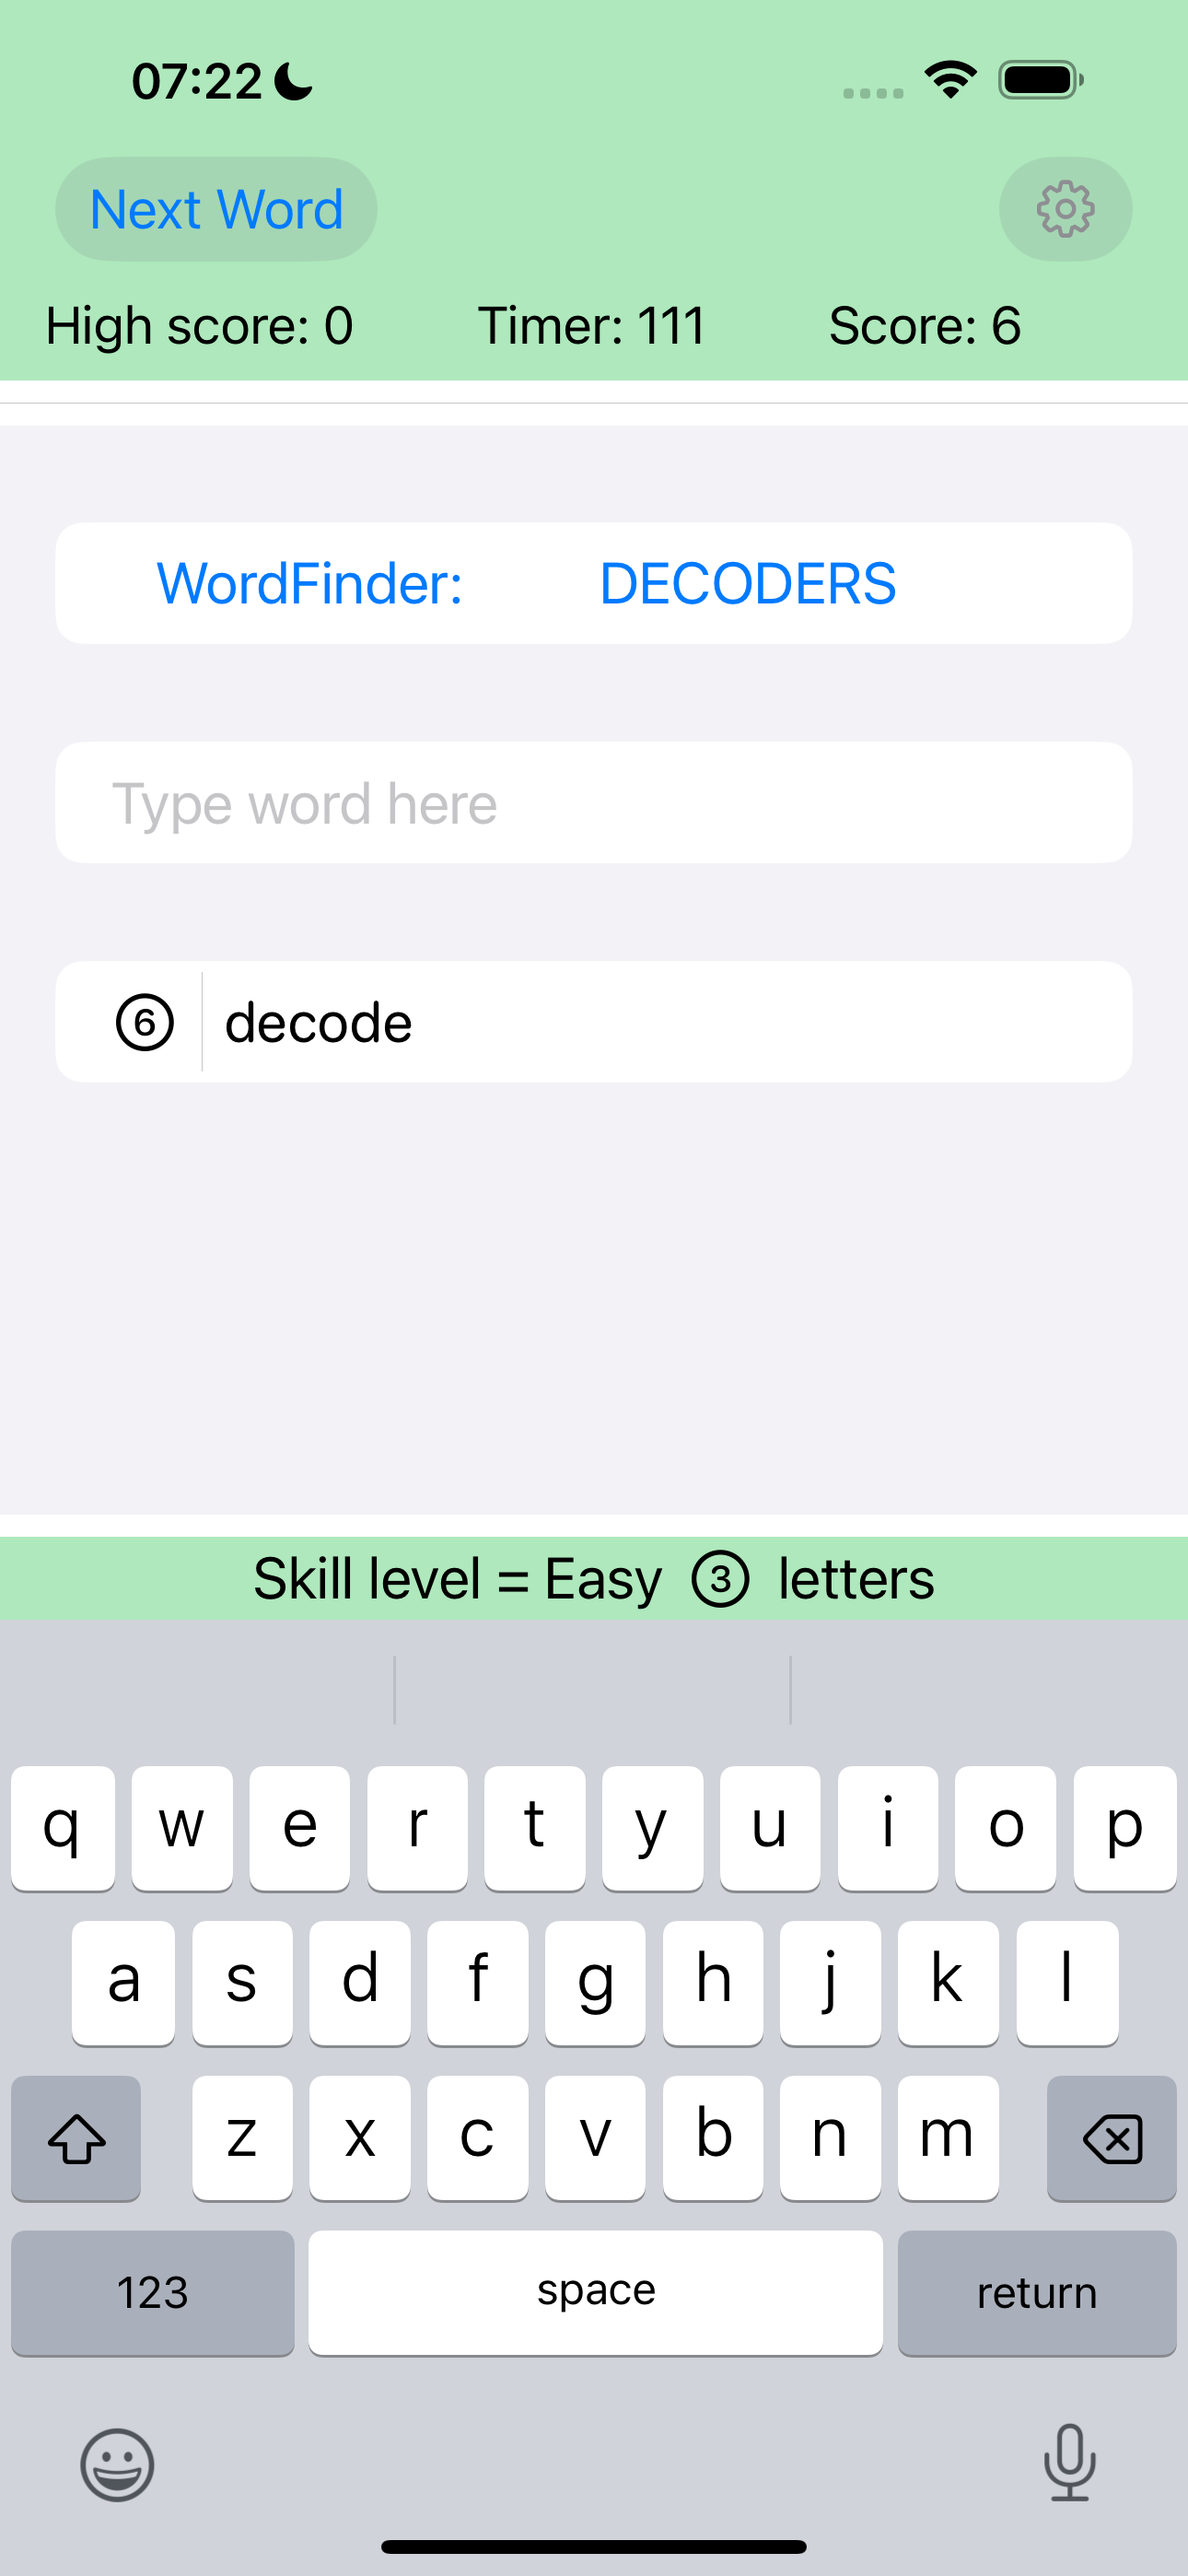 07:22
Next Word
High score: 0 Timer: 111 Score: 6
WordFinder: DECODERS
Type word here
6 decode
Skill level = Easy 3 letters
q w e r t y u i o p
a s d f g h j k l
z x c v b n m
123 space return